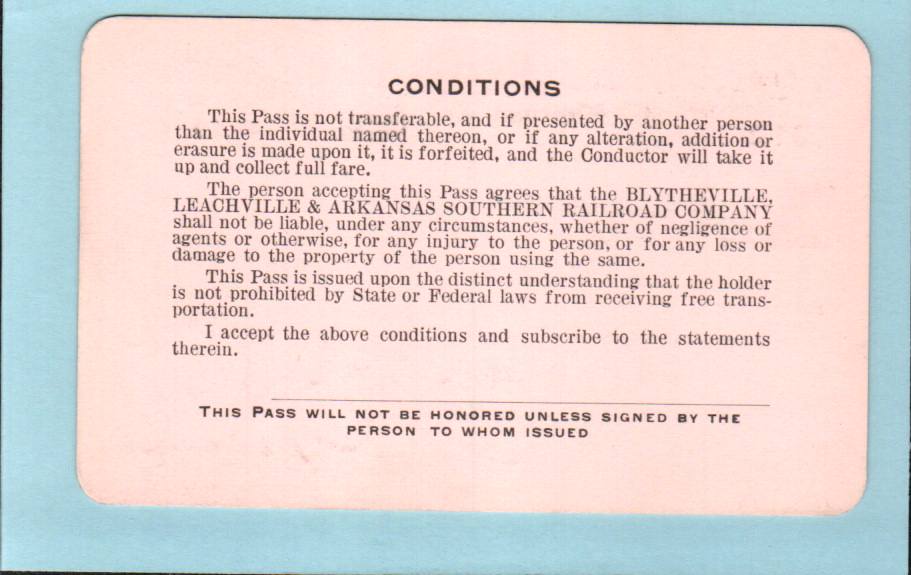 CONDITIONS
This Pass is not transferable, and if presented by another person
than the individual named thereon, or if any alteration, addition or
erasure is made upon it, it is forfeited, and the Conductor will take it
up and collect full fare.
The person accepting this Pass agrees that the BLYTHEVILLE,
LEACHVILLE & ARKANSAS SOUTHERN RAILROAD COMPANY
shall not be liable, under any circumstances, whether of negligence of
agents or otherwise, for any injury to the person, or for any loss or
damage to the property of the person using the same.
This Pass is issued upon the distinct understanding that the holder
is not prohibited by State or Federal laws from receiving free trans-
portation.
I accept the above conditions and subscribe to the statements
therein.
THIS PASS WILL NOT BE HONORED UNLESS SIGNED BY THE
PERSON TO WHOM ISSUED